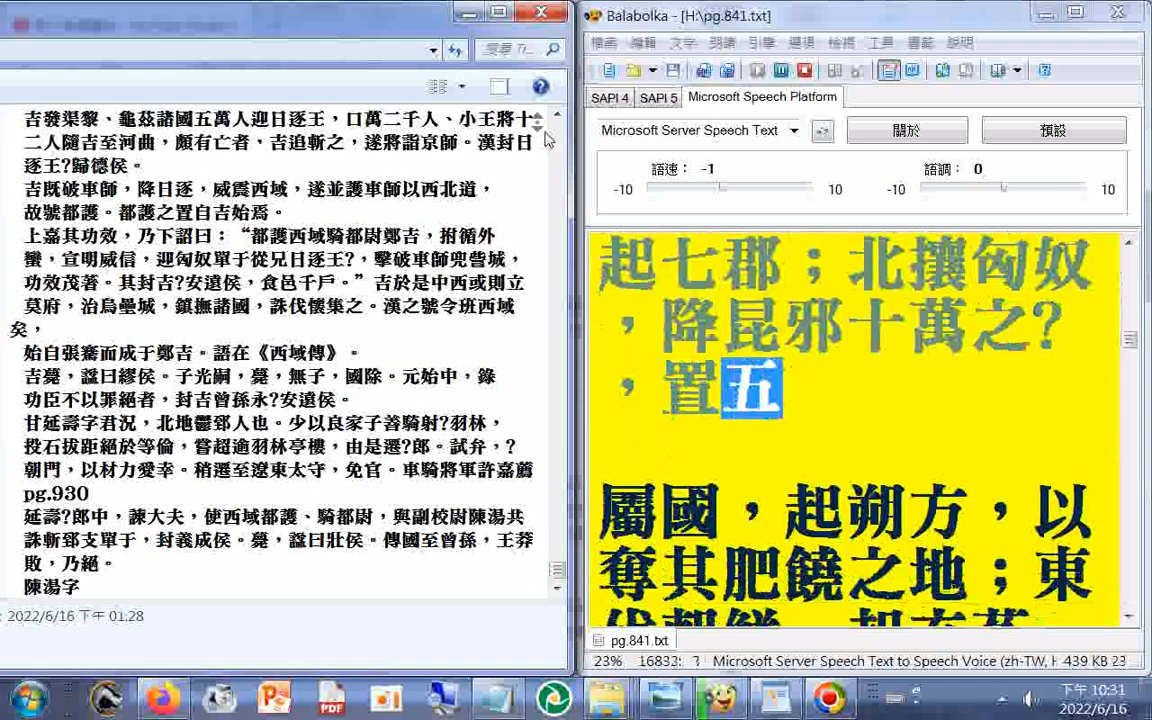 搜尋
吉發渠黎、龜茲諸國五萬人迎日逐王，口萬二千人、小王將十
二人隨吉至河曲，頗有亡者，吉追斬之，遂將詣京師。漢封日
逐王?歸德侯。
吉既破車師，降日逐，威震西域，遂並護車師以西北道，
故號都護。都護之置自吉始焉。
上嘉其功效，乃下詔曰：“都護西域騎都尉鄭吉，拊循外
蠻，宣明威信，迎匈奴單于從兄日逐王?，擊破車師兜訾城，
功效茂著。其封吉?安遠侯，食邑千戶。”吉於是中西或則立
莫府，治烏壘城，鎮撫諸國，誅伐懷集之。漢之號令班西域
矣，
始自張騫而成于鄭吉。語在《西域傳》。
吉薨，諡曰繆侯。子光嗣，薨，無子，國除。元始中，錄
功臣不以罪絕者，封吉曾孫永?安遠侯。
甘延壽字君況，北地鬱郅人也。少以良家子善騎射?羽林，
投石拔距絕於等倫，嘗超逾羽林亭樓，由是遷?郎。試弁，?
朝門，以材力愛幸。稍遷至遼東太守，免官。車騎將軍許嘉薦
pg.930
延壽?郎中，諫大夫，使西域都護、騎都尉，與副校尉陳湯共
誅斬郅支單于，封義成侯。薨，諡曰壯侯。傳國至曾孫，王莽
敗，乃絕。
陳湯字
: 2022/6/16 下午 01:28
Balabolka - [H:\pg.841.txt]
檔案 編輯 文字 朗讀 引擎 選項 檢視 工具 書籤 說明
SAPI 4 SAPI 5 Microsoft Speech Platform
Microsoft Server Speech Text 關於 預設
語速： -1 語調： 0
-10 10 -10 10
起七郡；北攘匈奴
，降昆邪十萬之?
，置五
屬國，起朔方，以
奪其肥饒之地；東
pg.841.txt
23% 16832: 3 Microsoft Server Speech Text to Speech Voice (zh-TW, H 439 KB 23
下午 10:31
2022/6/16